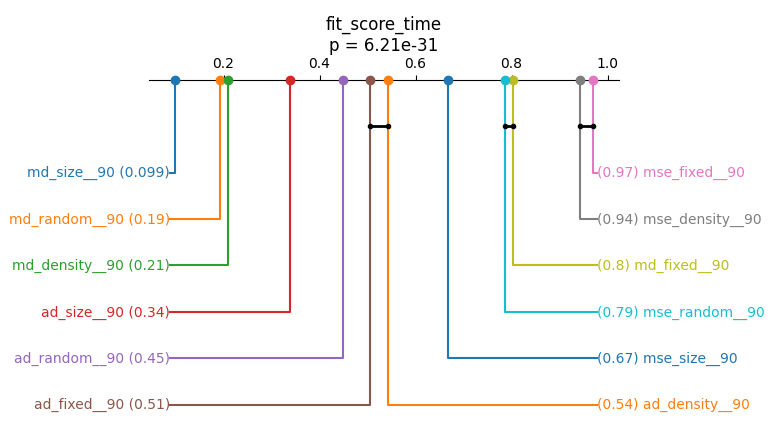 fit_score_time
p = 6.21e-31
0.2 0.4 0.6 0.8 1.0
md_size__90 (0.099)
(0.97) mse_fixed__90
md_random__90 (0.19)
(0.94) mse_density__90
md_density__90 (0.21)
(0.8) md_fixed__90
ad_size__90 (0.34)
(0.79) mse_random__90
ad_random__90 (0.45)
(0.67) mse_size__90
ad_fixed__90 (0.51)
(0.54) ad_density__90